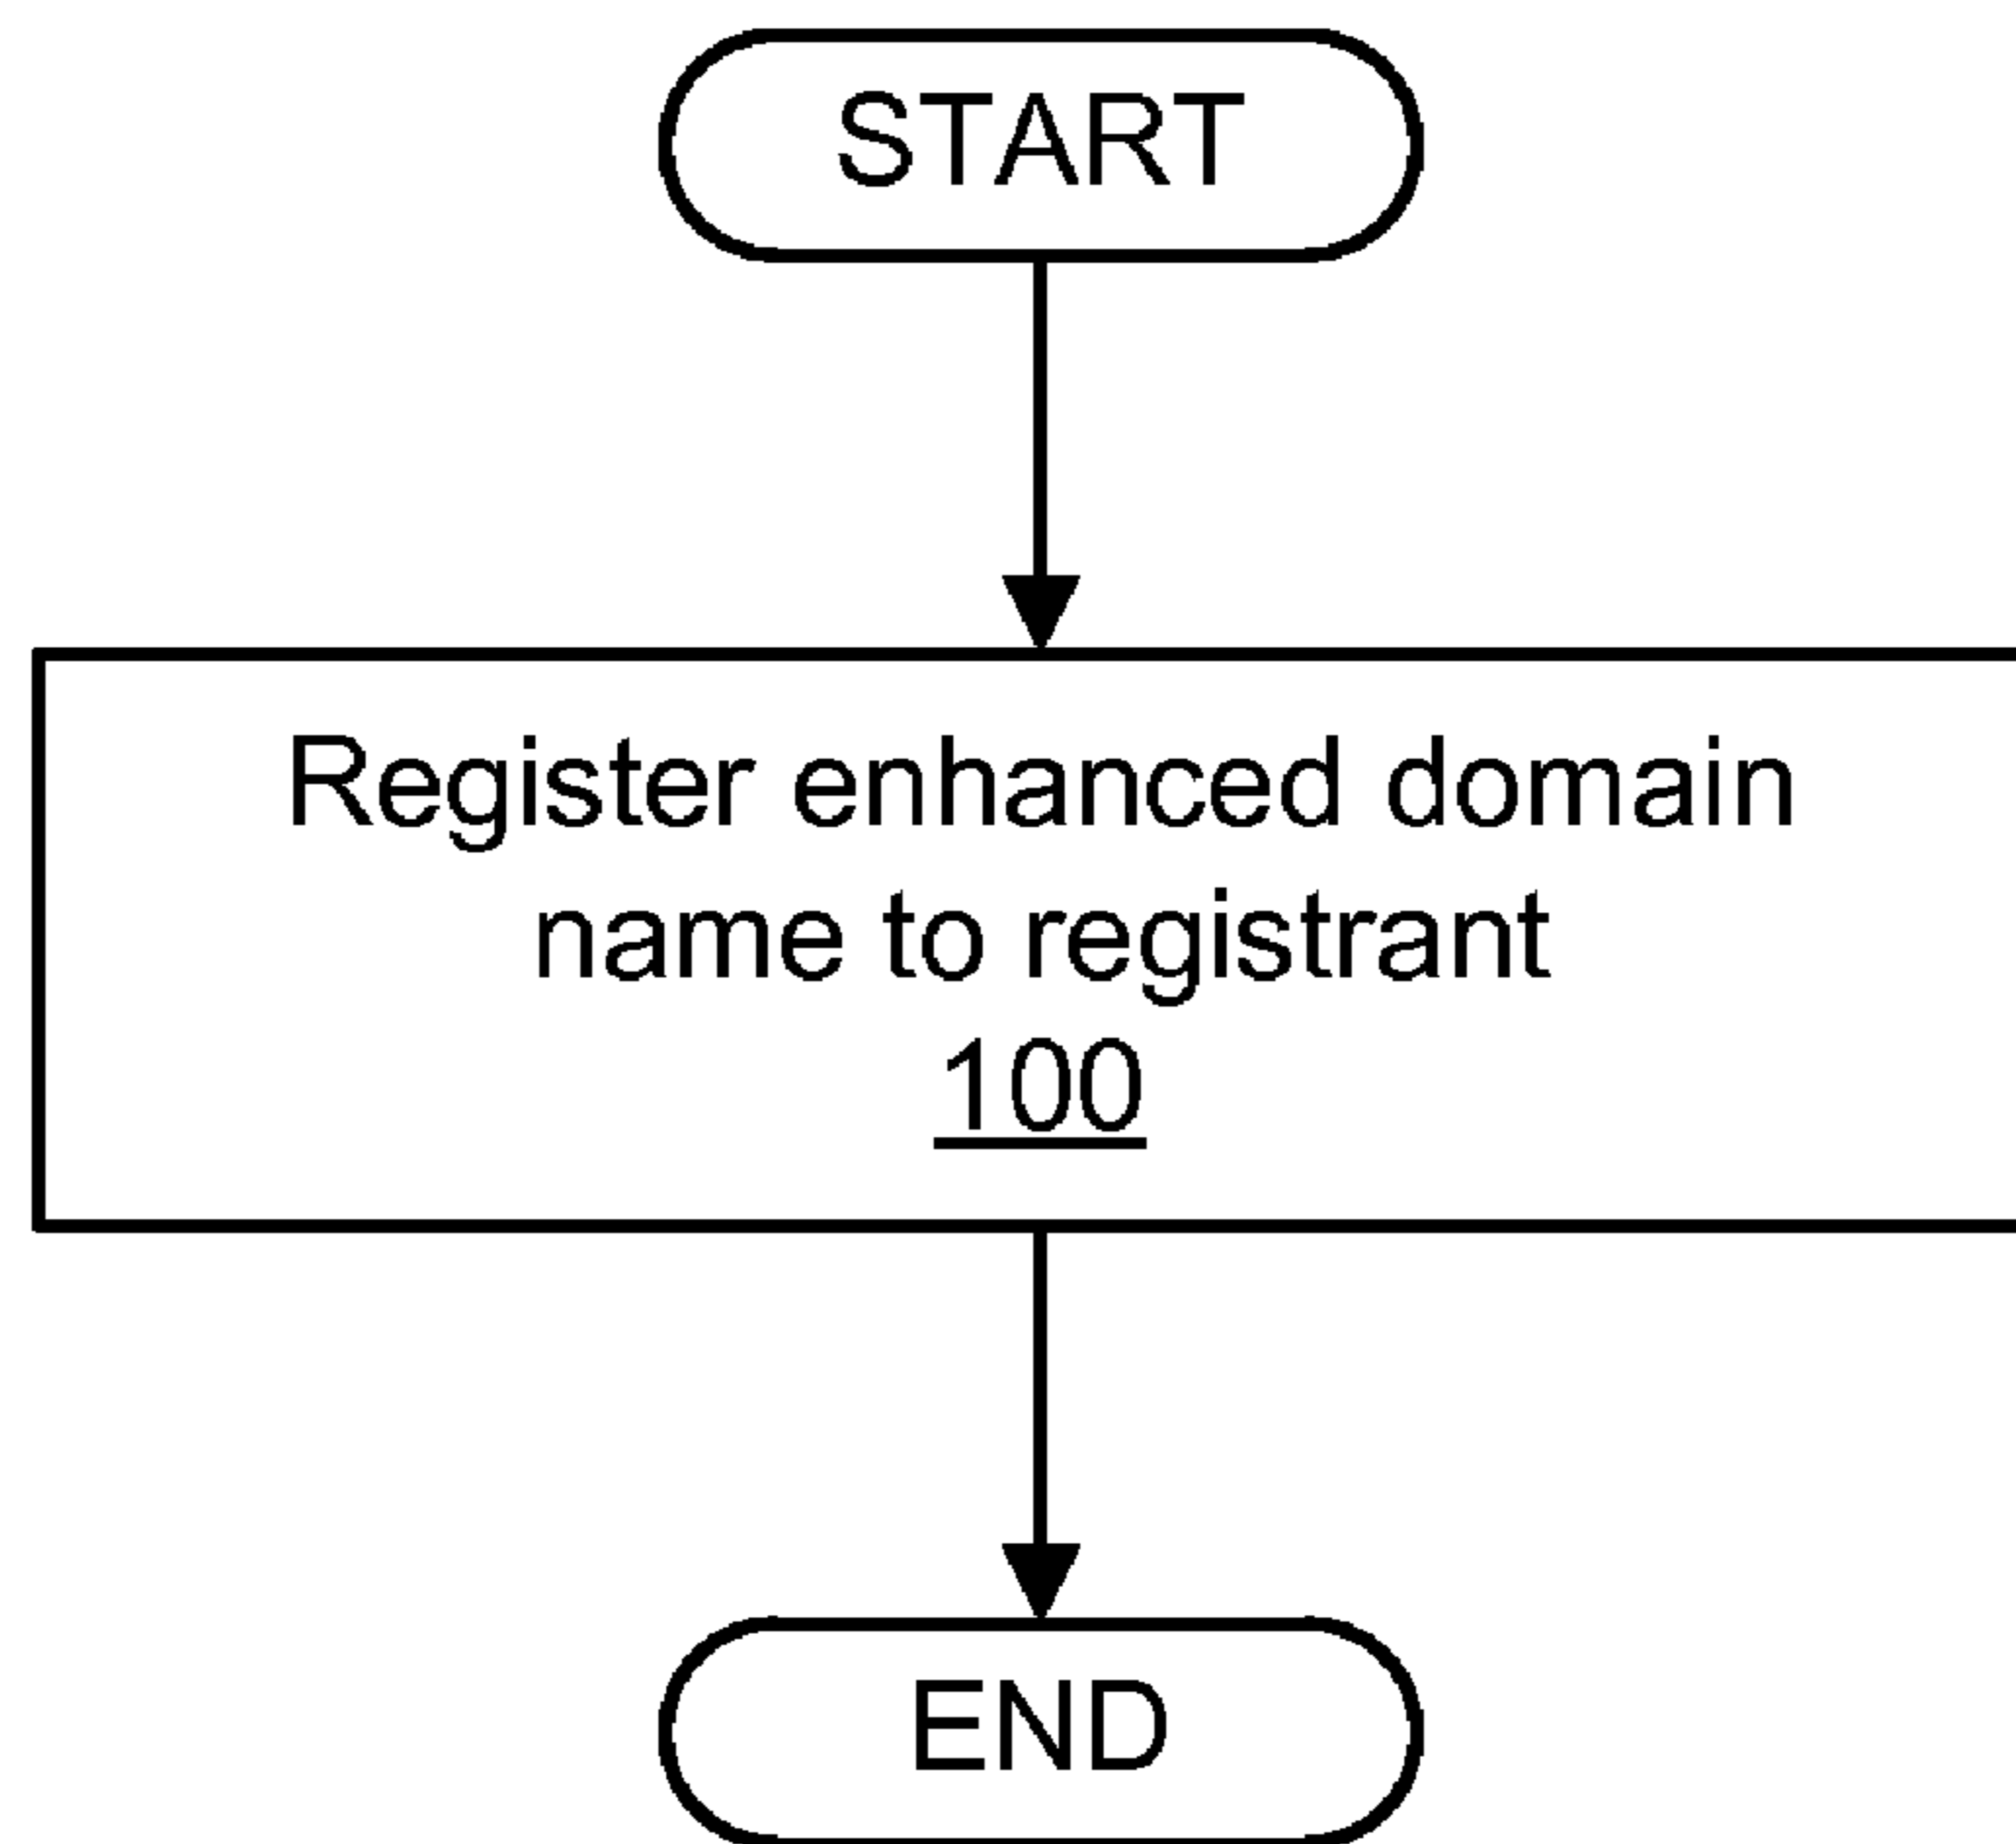 START
Register enhanced domain
name to registrant
100
END